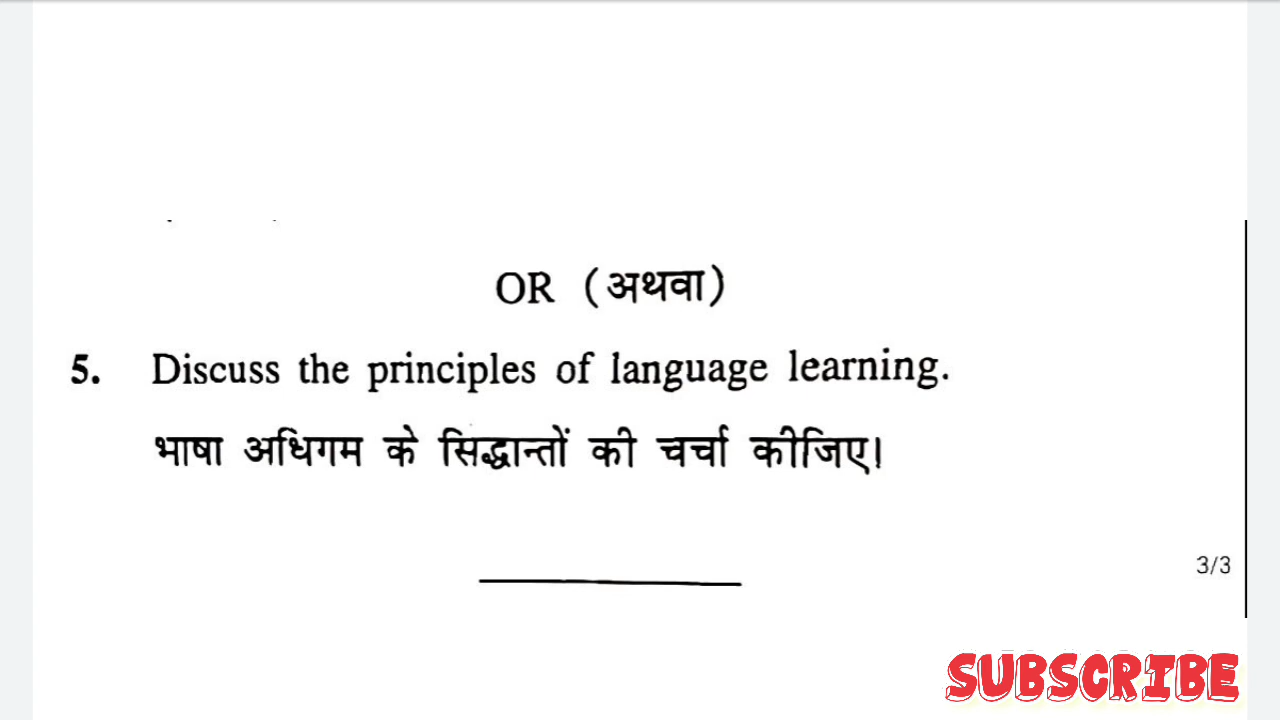 OR (अथवा)
5. Discuss the principles of language learning.
भाषा अधिगम के सिद्धान्तों की चर्चा कीजिए।
3/3
SUBSCRIBE